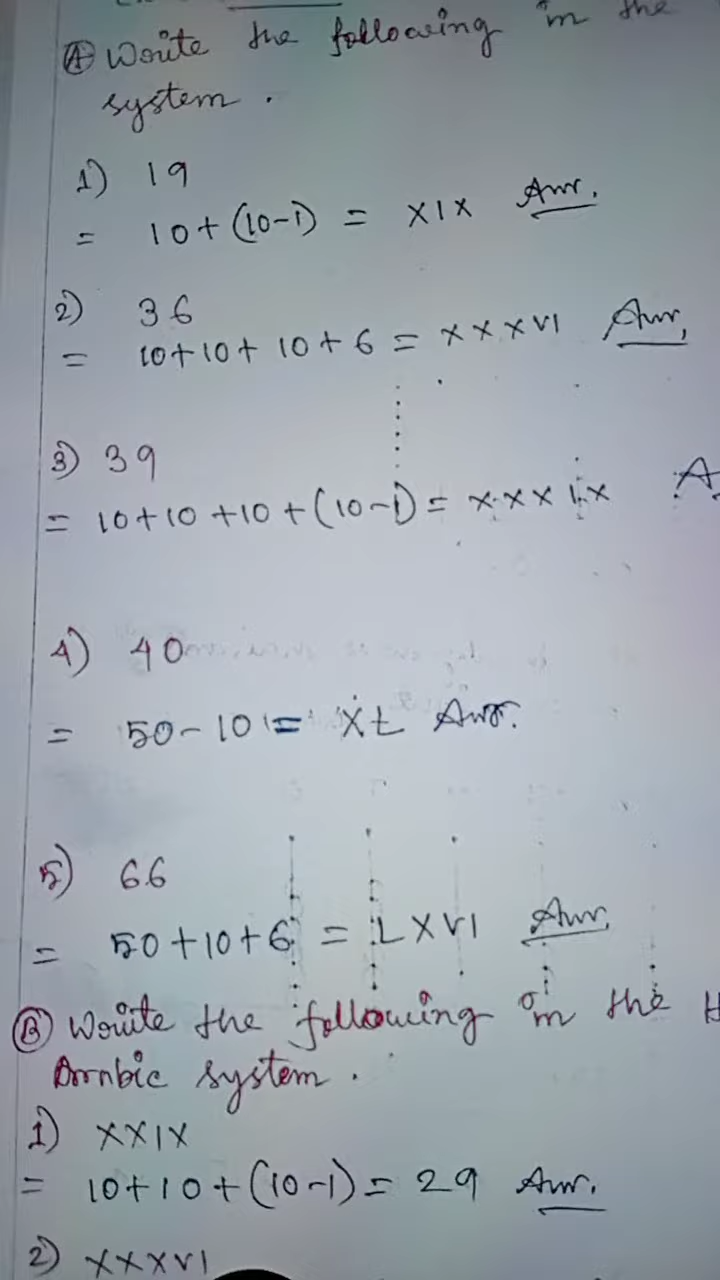 (A) Write the following in the
system.
1) 19
= 10+(10-1) = XIX Ans.
2) 36
= 10+10+10+6 = XXXVI Ans.
3) 39
= 10+10+10+(10-1) = XXXIX A
4) 40
= 50-10 = XL Ans.
5) 66
= 50+10+6 = LXVI Ans.
(B) Write the following in the H
Arabic system.
1) XXIX
= 10+10+(10-1) = 29 Ans.
2) XXXVI